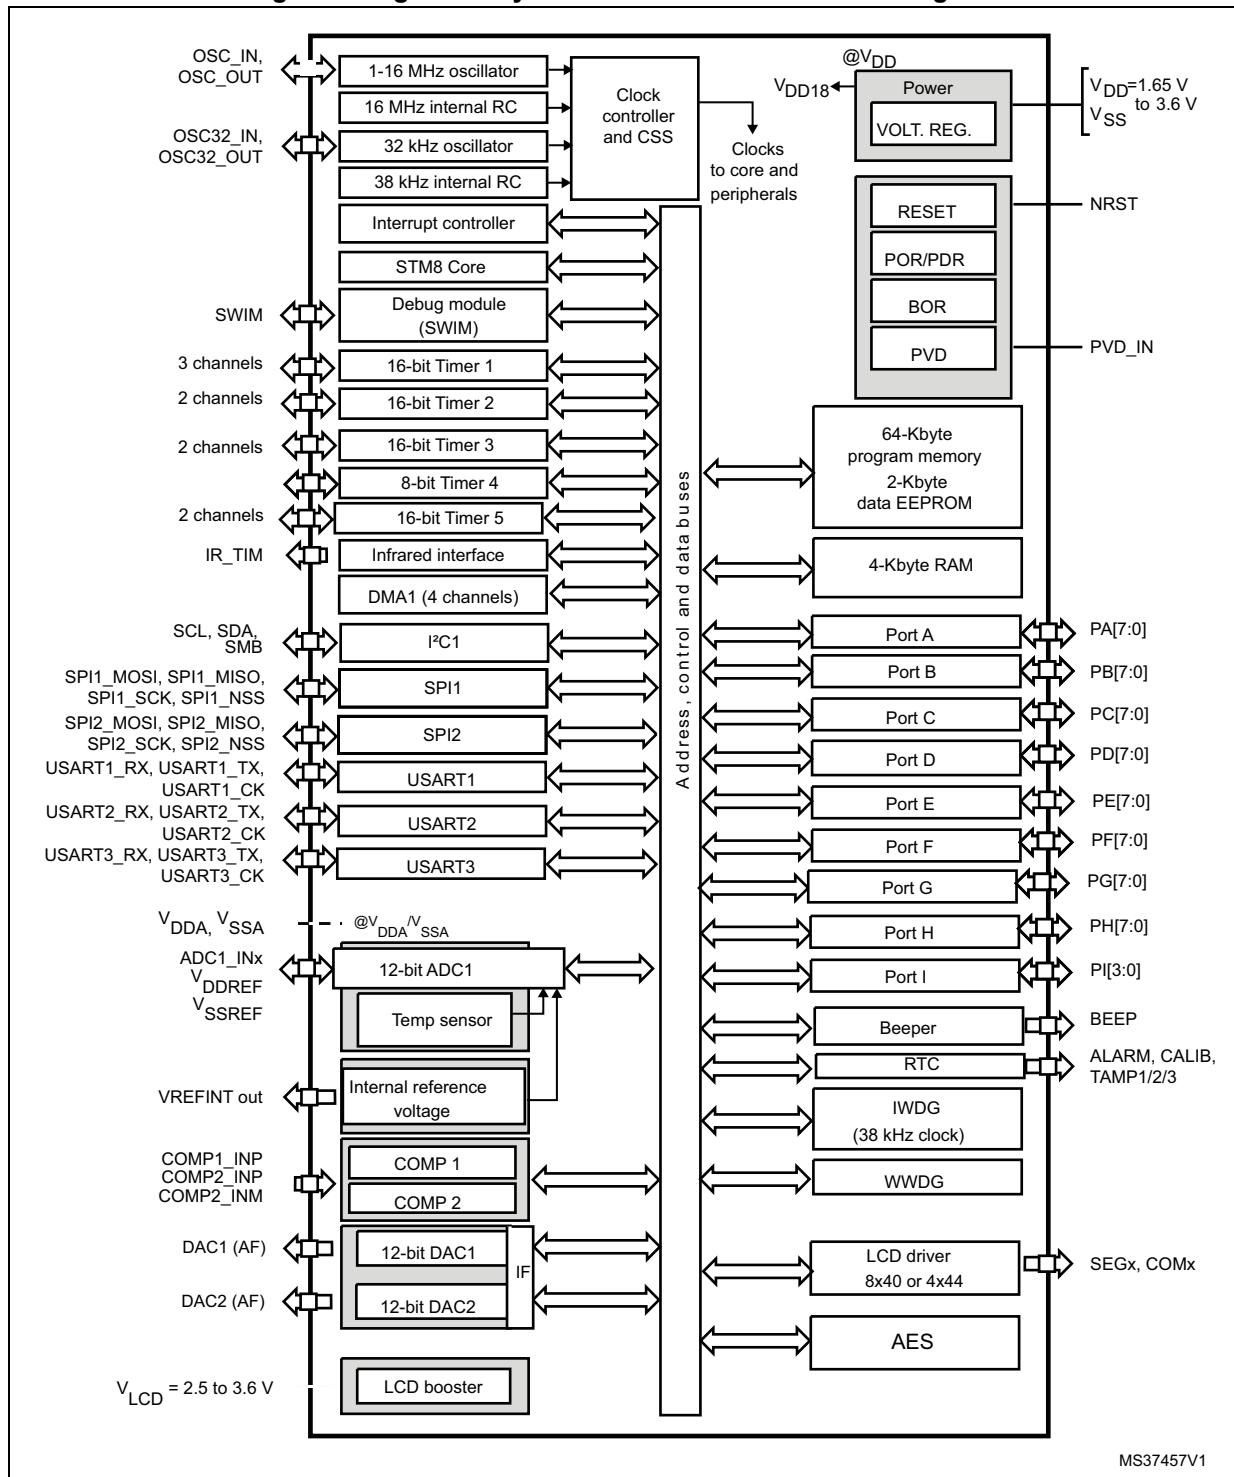 OSC_IN,
OSC_OUT
1-16 MHz oscillator
16 MHz internal RC
OSC32_IN,
OSC32_OUT
32 kHz oscillator
38 kHz internal RC
Clock
controller
and CSS
Clocks
to core and
peripherals
@VDD
VDD18
Power
VOLT. REG.
VDD=1.65 V
to 3.6 V
VSS
RESET
NRST
POR/PDR
BOR
PVD
PVD_IN
Interrupt controller
STM8 Core
SWIM
Debug module
(SWIM)
3 channels
16-bit Timer 1
2 channels
16-bit Timer 2
2 channels
16-bit Timer 3
8-bit Timer 4
2 channels
16-bit Timer 5
IR_TIM
Infrared interface
DMA1 (4 channels)
SCL, SDA,
SMB
I²C1
SPI1_MOSI, SPI1_MISO,
SPI1_SCK, SPI1_NSS
SPI1
SPI2_MOSI, SPI2_MISO,
SPI2_SCK, SPI2_NSS
SPI2
USART1_RX, USART1_TX,
USART1_CK
USART1
USART2_RX, USART2_TX,
USART2_CK
USART2
USART3_RX, USART3_TX,
USART3_CK
USART3
VDDA, VSSA
@VDDA/VSSA
ADC1_INx
VDDREF
VSSREF
12-bit ADC1
Temp sensor
VREFINT out
Internal reference
voltage
COMP1_INP
COMP2_INP
COMP2_INM
COMP 1
COMP 2
DAC1 (AF)
12-bit DAC1
IF
DAC2 (AF)
12-bit DAC2
VLCD = 2.5 to 3.6 V
LCD booster
Address, control and data buses
64-Kbyte
program memory
2-Kbyte
data EEPROM
4-Kbyte RAM
Port A
PA[7:0]
Port B
PB[7:0]
Port C
PC[7:0]
Port D
PD[7:0]
Port E
PE[7:0]
Port F
PF[7:0]
Port G
PG[7:0]
Port H
PH[7:0]
Port I
PI[3:0]
Beeper
BEEP
RTC
ALARM, CALIB,
TAMP1/2/3
IWDG
(38 kHz clock)
WWDG
LCD driver
8x40 or 4x44
SEGx, COMx
AES
MS37457V1